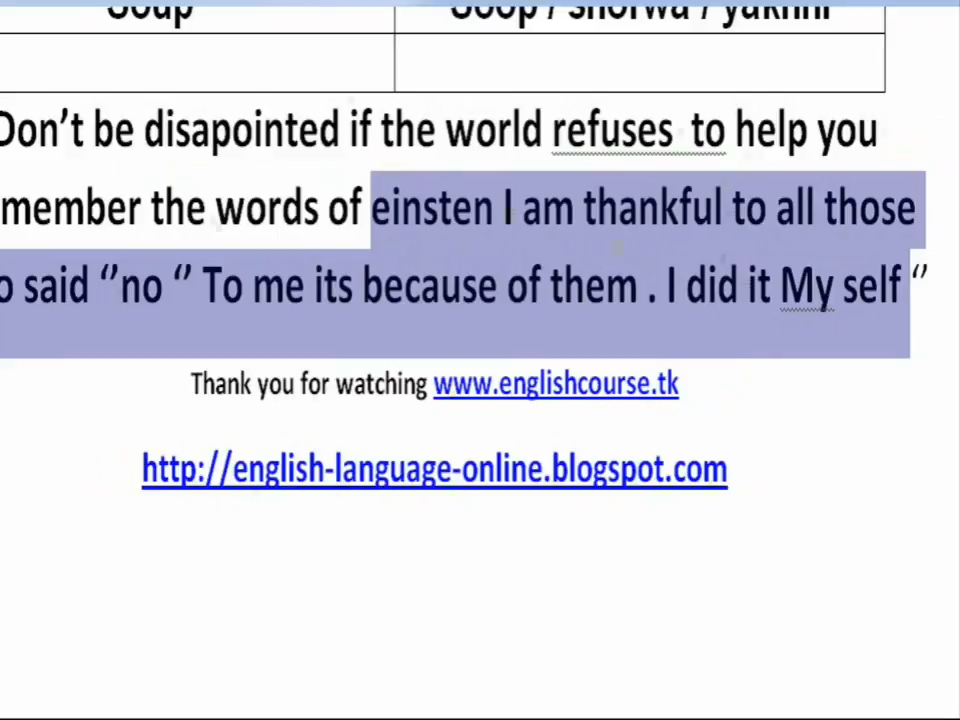 Soup Soop / shorwa / yakhni
Don't be disapointed if the world refuses to help you
member the words of einsten I am thankful to all those
o said ‘’no ‘’ To me its because of them . I did it My self ‘’
Thank you for watching www.englishcourse.tk
http://english-language-online.blogspot.com